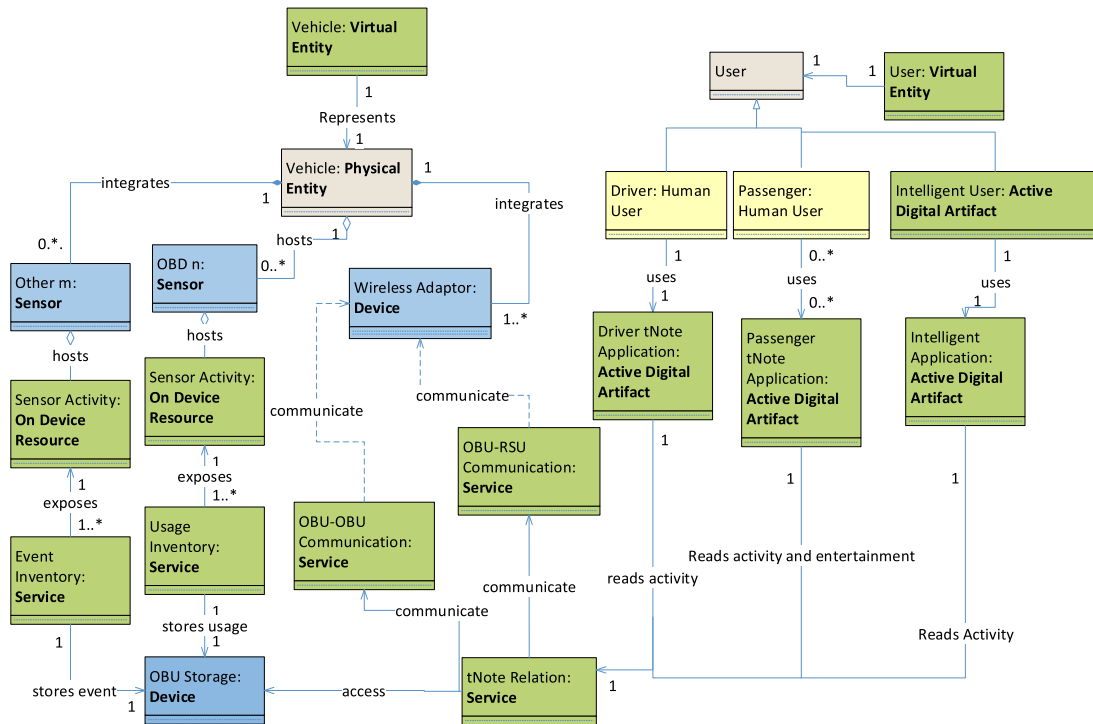 Vehicle: Virtual
Entity
1
Represents
1
User
1
1
User: Virtual
Entity
Vehicle: Physical
Entity
integrates
1
1
integrates
1
hosts
0.*.
0..*
1..*
Other m:
Sensor
OBD n:
Sensor
Wireless Adaptor:
Device
Driver: Human
User
Passenger:
Human User
Intelligent User: Active
Digital Artifact
1
uses
1
0..*
uses
0..*
1
uses
1
hosts
hosts
Sensor Activity:
On Device
Resource
Sensor Activity:
On Device
Resource
communicate
communicate
Driver tNote
Application:
Active Digital
Artifact
Passenger
tNote
Application:
Active Digital
Artifact
Intelligent
Application:
Active Digital
Artifact
1
1
1
1
exposes
1..*
1
exposes
1..*
OBU-RSU
Communication:
Service
OBU-OBU
Communication:
Service
Event
Inventory:
Service
Usage
Inventory:
Service
communicate
communicate
reads activity
Reads activity and entertainment
Reads Activity
1
stores usage
1
1
stores event
1
OBU Storage:
Device
access
tNote Relation:
Service
1